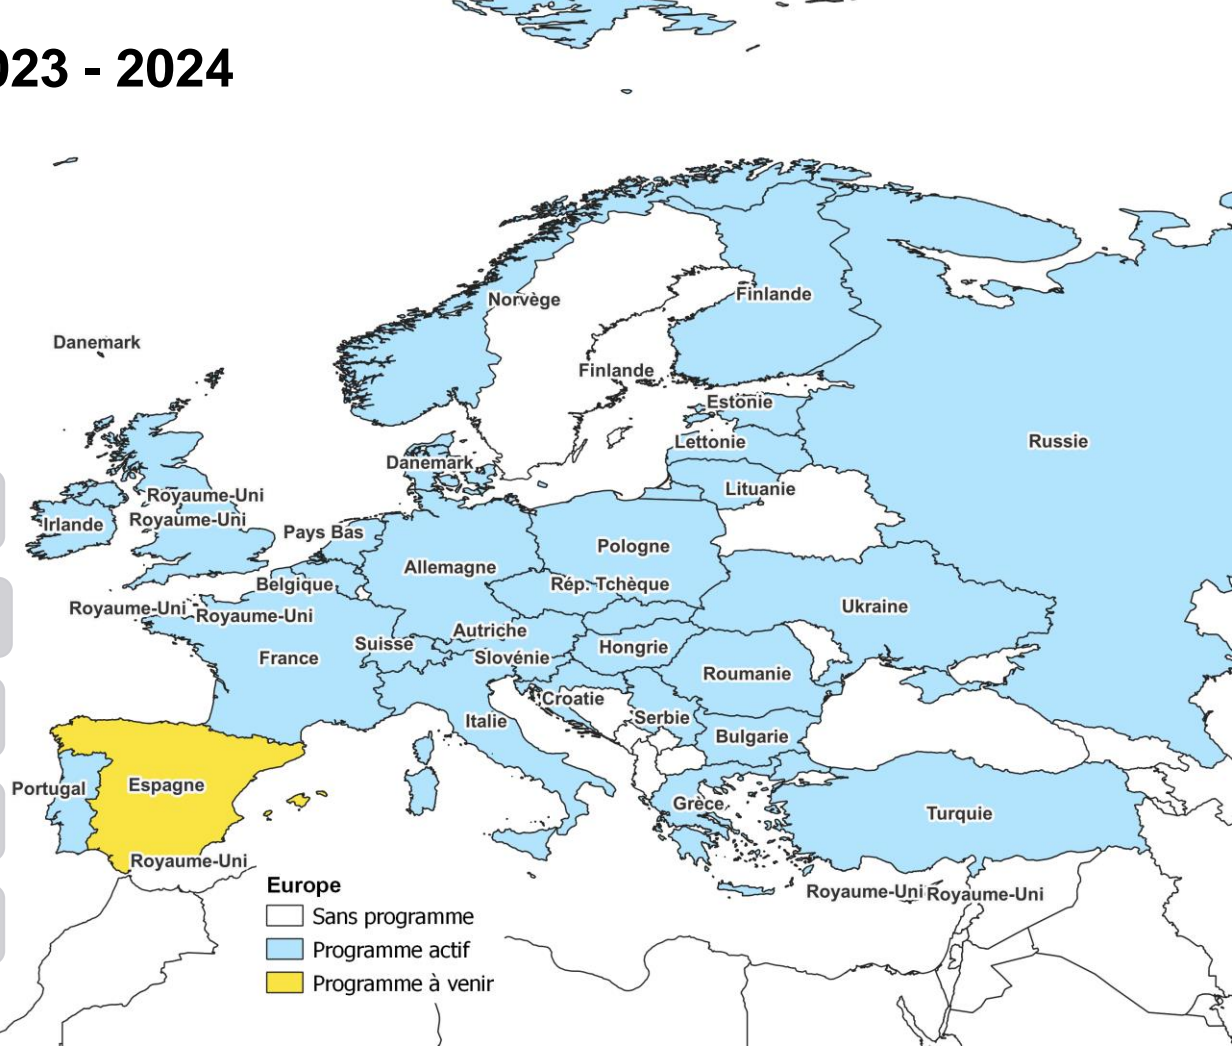 023 - 2024
Norvège
Finlande
Danemark
Finlande
Estonie
Lettonie
Russie
Danemark
Lituanie
Royaume-Uni
Royaume-Uni
Irlande
Pays Bas
Pologne
Allemagne
Belgique
Rép. Tchèque
Royaume-Uni
Royaume-Uni
Ukraine
Autriche
Suisse
Hongrie
France
Slovénie
Roumanie
Croatie
Serbie
Italie
Bulgarie
Portugal
Espagne
Grèce
Turquie
Royaume-Uni
Royaume-Uni
Royaume-Uni
Europe
Sans programme
Programme actif
Programme à venir